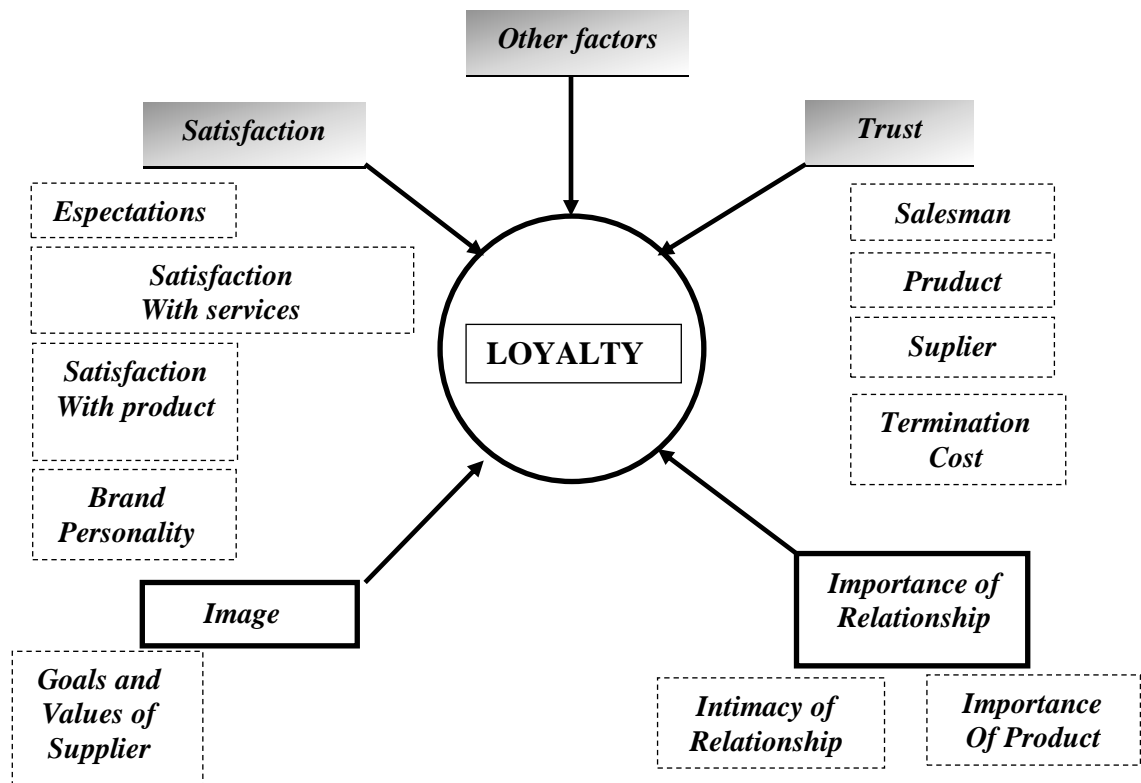 Other factors
Satisfaction
Trust
Espectations
Satisfaction
With services
Satisfaction
With product
Brand
Personality
Salesman
Pruduct
Suplier
Termination
Cost
LOYALTY
Image
Goals and
Values of
Supplier
Importance of
Relationship
Intimacy of
Relationship
Importance
Of Product